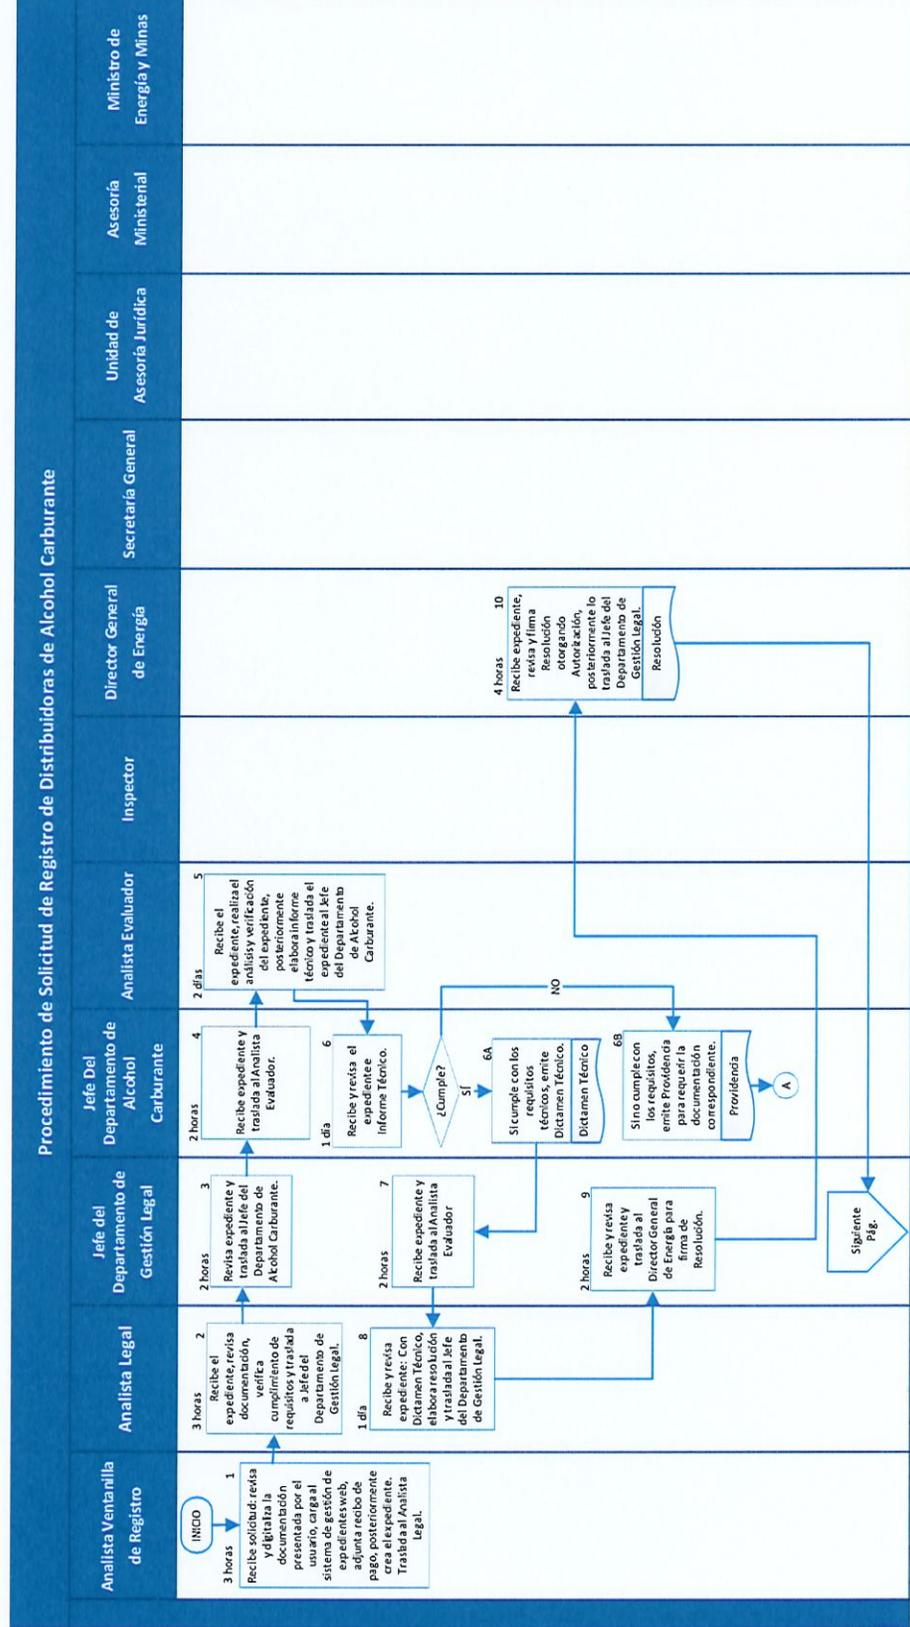 Procedimiento de Solicitud de Registro de Distribuidoras de Alcohol Carburante
Analista Ventanilla
de Registro
Analista Legal
Jefe del
Departamento de
Gestión Legal
Jefe Del
Departamento de
Alcohol
Carburante
Analista Evaluador
Inspector
Director General
de Energía
Secretaría General
Unidad de
Asesoría Jurídica
Asesoría
Ministerial
Ministro de
Energía y Minas
INICIO
3 horas
1
Recibe solicitud: revisa
y digitaliza la
documentación
presentada por el
usuario, carga al
sistema de gestión de
expedientes web,
adjunta recibo de
pago, posteriormente
crea el expediente.
Traslada al Analista
Legal.
3 horas
2
Recibe el
expediente, revisa
documentación,
verifica
cumplimiento de
requisitos y traslada
a Jefe del
Departamento de
Gestión Legal.
2 horas
3
Revisa expediente y
traslada al Jefe del
Departamento de
Alcohol Carburante.
2 horas
4
Recibe expediente y
traslada al Analista
Evaluador.
2 días
5
Recibe el
expediente, realiza el
análisis y verificación
del expediente,
posteriormente
elabora informe
técnico y traslada el
expediente al Jefe
del Departamento
de Alcohol
Carburante.
1 día
6
Recibe y revisa el
expediente e
Informe Técnico.
¿Cumple?
SÍ
NO
6A
Si cumple con los
requisitos
técnicos, emite
Dictamen Técnico.
Dictamen Técnico
6B
Si no cumple con
los requisitos,
emite Providencia
para requerir la
documentación
correspondiente.
Providencia
A
2 horas
7
Recibe expediente y
traslada al Analista
Evaluador
1 día
8
Recibe y revisa
expediente: Con
Dictamen Técnico,
elabora resolución
y traslada al Jefe
del Departamento
de Gestión Legal.
2 horas
9
Recibe y revisa
expediente y
traslada al
Director General
de Energía para
firma de
Resolución.
4 horas
10
Recibe expediente,
revisa y firma
Resolución
otorgando
Autorización,
posteriormente lo
traslada al Jefe del
Departamento de
Gestión Legal.
Resolución
Siguiente
Pág.